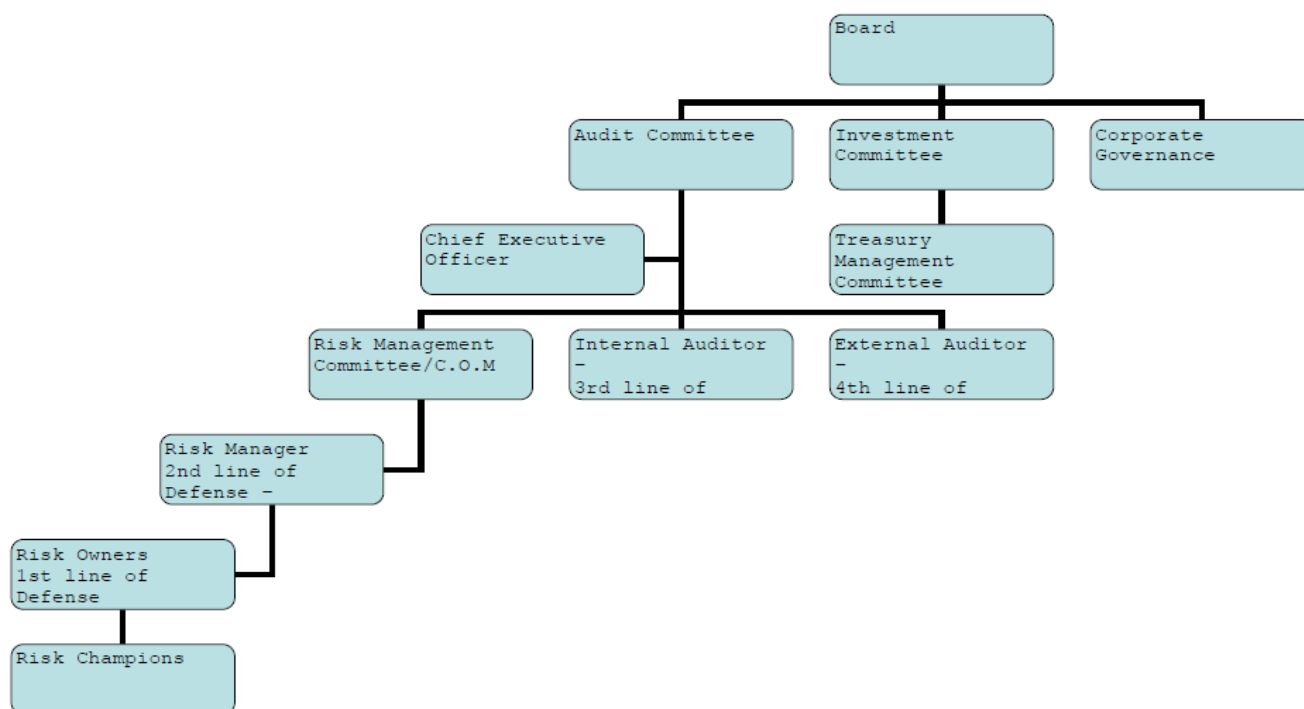 Board
Audit Committee
Investment
Committee
Corporate
Governance
Chief Executive
Officer
Treasury
Management
Committee
Risk Management
Committee/C.O.M
Internal Auditor
–
3rd line of
External Auditor
–
4th line of
Risk Manager
2nd line of
Defense –
Risk Owners
1st line of
Defense
Risk Champions